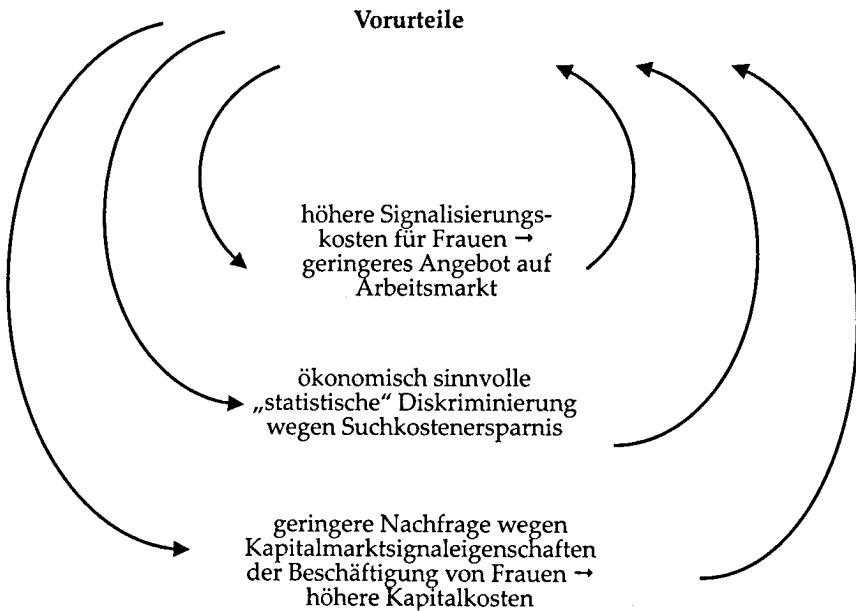 Vorurteile
höhere Signalisierungs-
kosten für Frauen →
geringeres Angebot auf
Arbeitsmarkt
ökonomisch sinnvolle
„statistische“ Diskriminierung
wegen Suchkostenersparnis
geringere Nachfrage wegen
Kapitalmarktsignaleigenschaften
der Beschäftigung von Frauen →
höhere Kapitalkosten